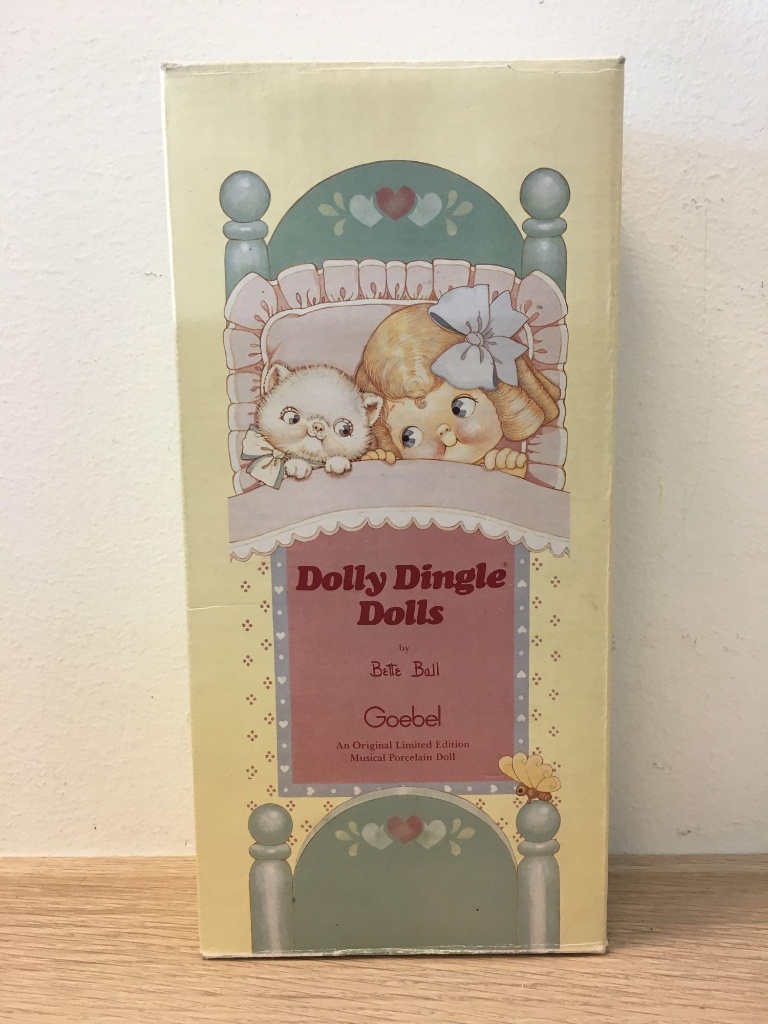 Dolly Dingle®
Dolls
by
Bette Ball
Goebel
An Original Limited Edition
Musical Porcelain Doll